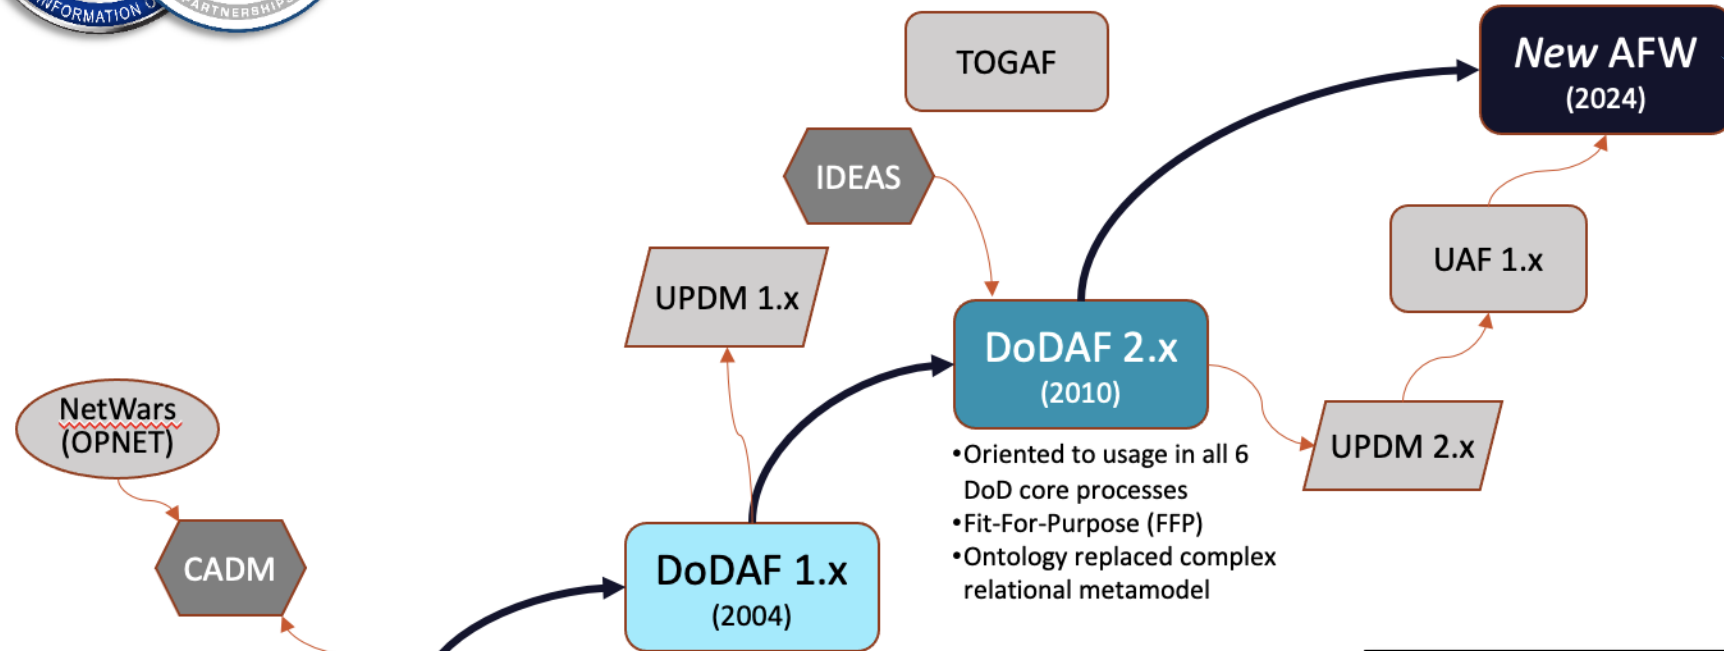 INFORMATION
PARTNERSHIPS
TOGAF
New AFW
(2024)
IDEAS
UAF 1.x
UPDM 1.x
DoDAF 2.x
(2010)
NetWars
(OPNET)
UPDM 2.x
•Oriented to usage in all 6
DoD core processes
•Fit-For-Purpose (FFP)
•Ontology replaced complex
relational metamodel
CADM
DoDAF 1.x
(2004)